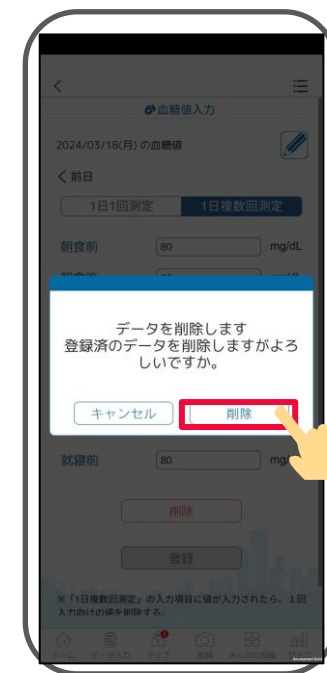 血糖値入力
2024/03/18(月) の血糖値
前日
1日1回測定 1日複数回測定
朝食前 80 mg/dL
データを削除します
登録済のデータを削除しますがよろ
しいですか。
キャンセル 削除
就寝前 80
削除
登録
※「1日複数回測定」の入力項目に値が入力されたら、1回
入力向けの値を削除する。
ホーム データ入力 マップ 投稿 みんなの投稿 グラフ